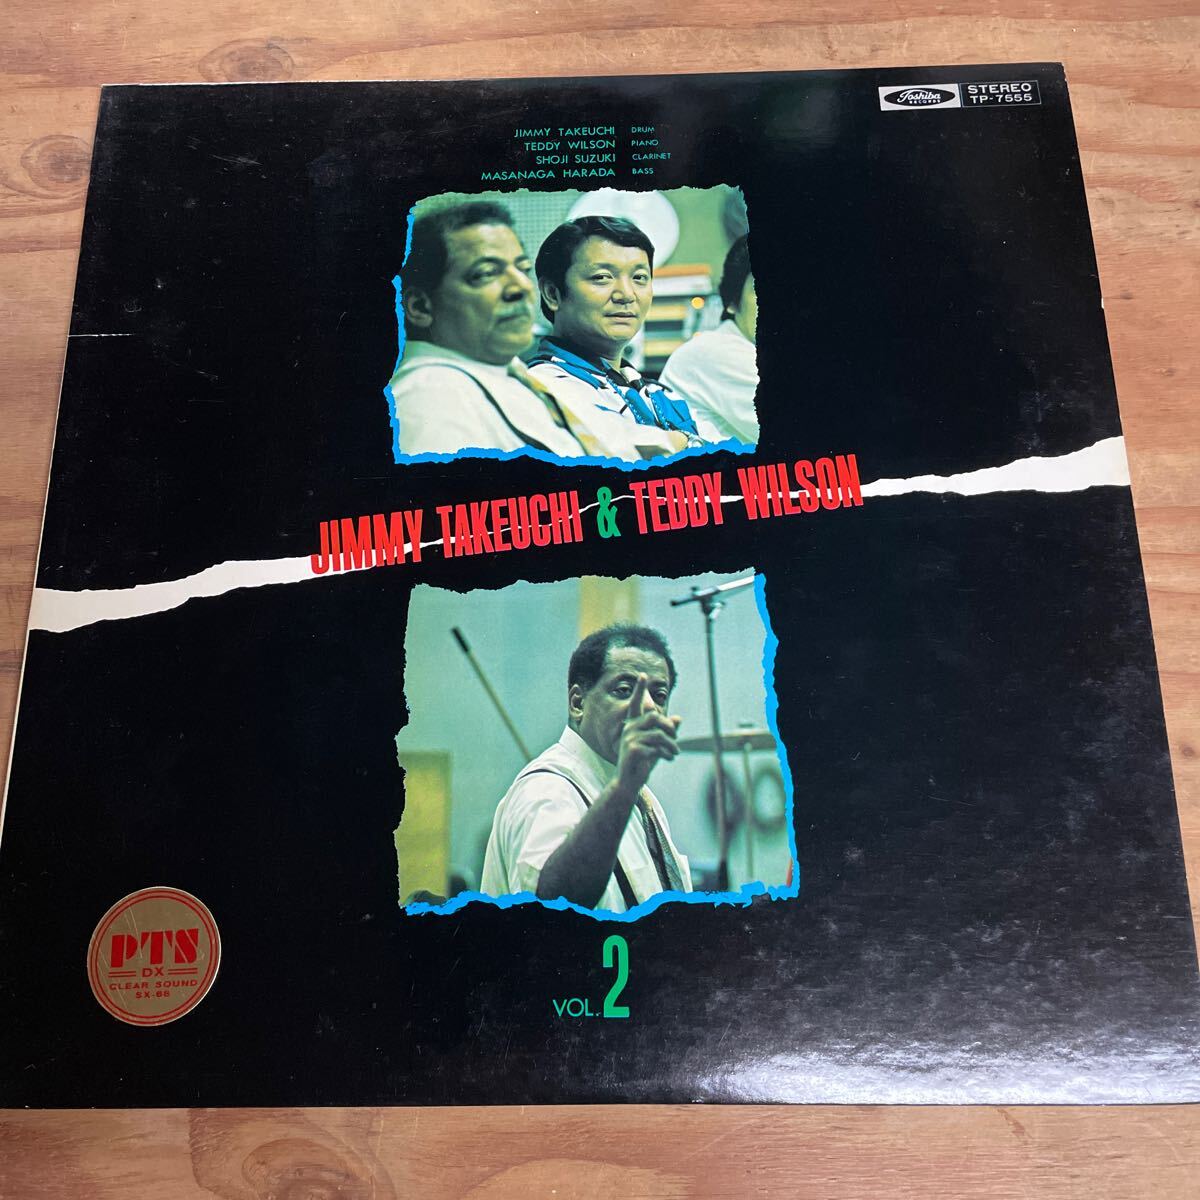 Toshiba
RECORDS
STEREO
TP-7555
JIMMY TAKEUCHI DRUM
TEDDY WILSON PIANO
SHOJI SUZUKI CLARINET
MASANAGA HARADA BASS
JIMMY TAKEUCHI & TEDDY WILSON
PTS
DX
CLEAR SOUND
SX-68
VOL. 2